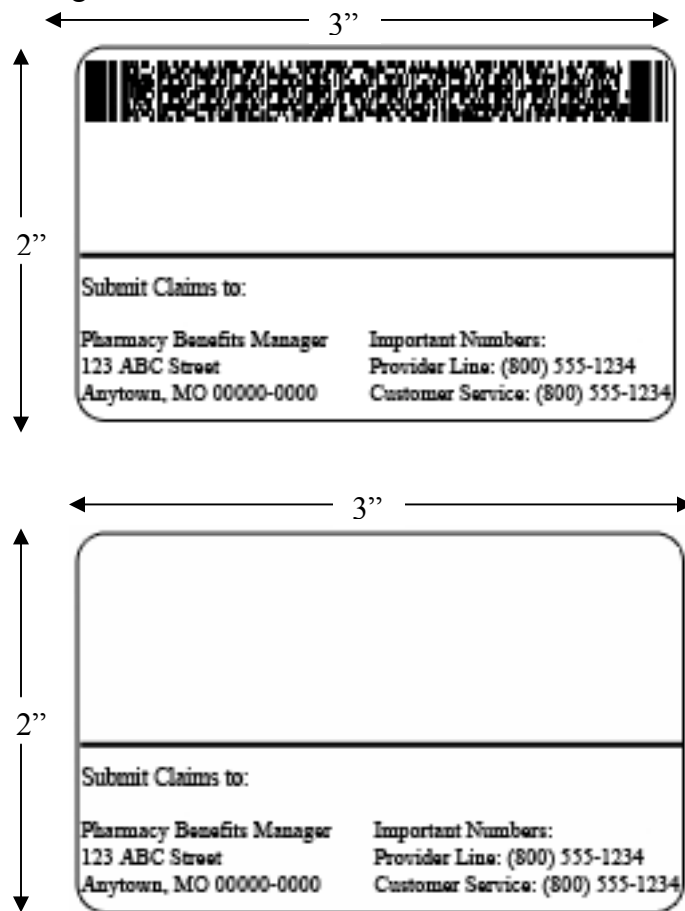 3”
2”
Submit Claims to:
Pharmacy Benefits Manager
123 ABC Street
Anytown, MO 00000-0000
Important Numbers:
Provider Line: (800) 555-1234
Customer Service: (800) 555-1234
3”
2”
Submit Claims to:
Pharmacy Benefits Manager
123 ABC Street
Anytown, MO 00000-0000
Important Numbers:
Provider Line: (800) 555-1234
Customer Service: (800) 555-1234